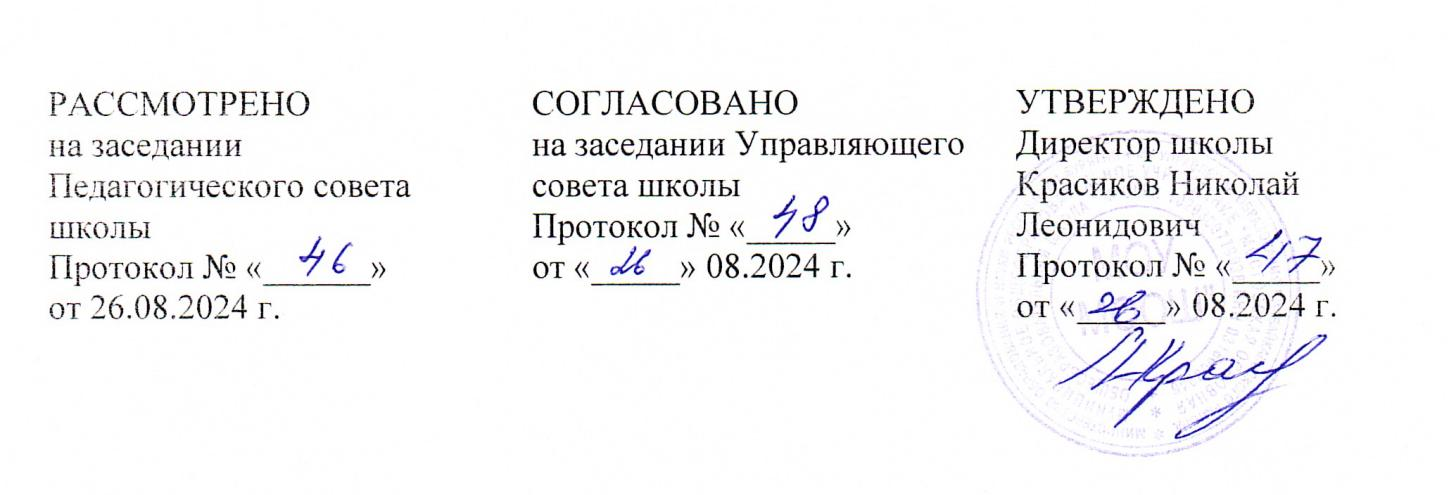 РАССМОТРЕНО
на заседании
Педагогического совета
школы
Протокол № «46»
от 26.08.2024 г.
СОГЛАСОВАНО
на заседании Управляющего
совета школы
Протокол № «48»
от «26» 08.2024 г.
УТВЕРЖДЕНО
Директор школы
Красиков Николай
Леонидович
Протокол № «47»
от «26» 08.2024 г.
МОУ